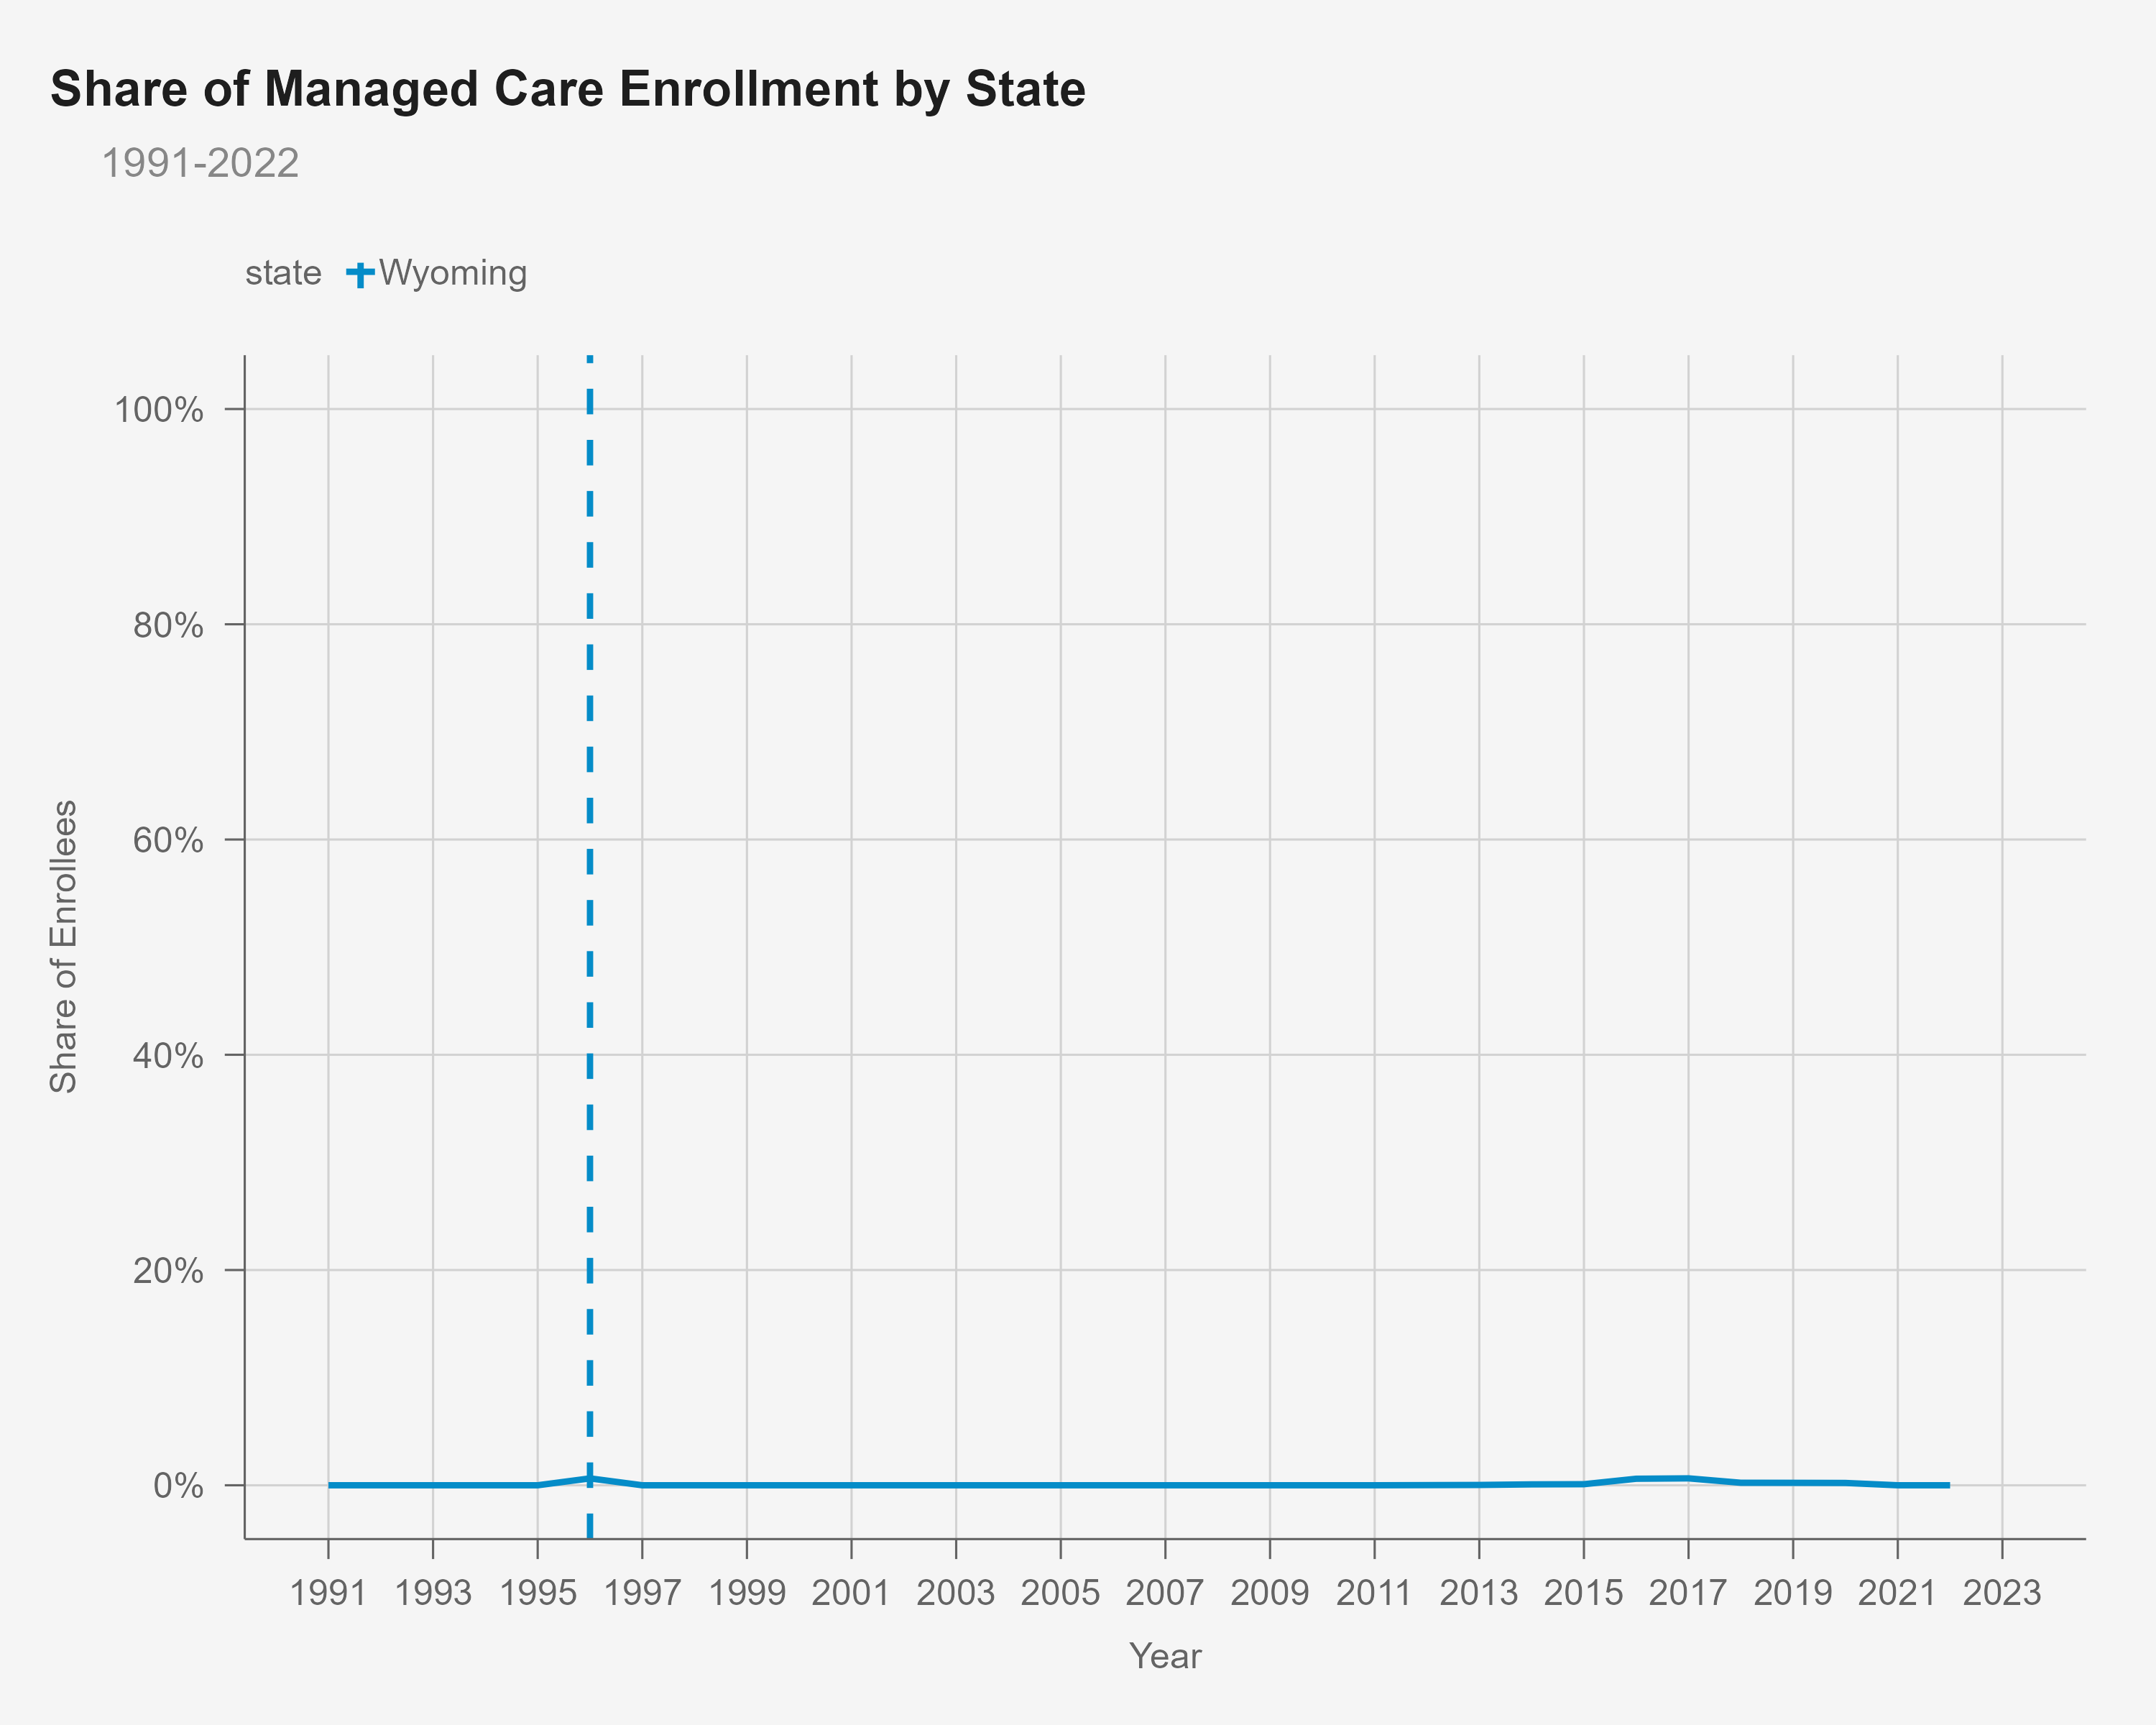 Share of Managed Care Enrollment by State
1991-2022
state Wyoming
100%
80%
60%
40%
20%
0%
Share of Enrollees
1991 1993 1995 1997 1999 2001 2003 2005 2007 2009 2011 2013 2015 2017 2019 2021 2023
Year